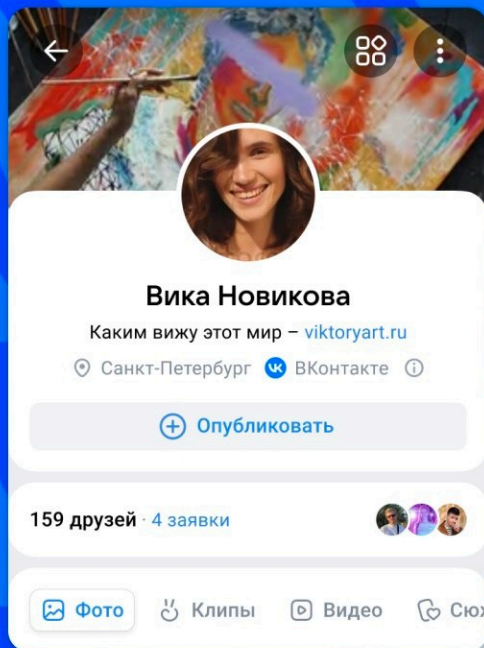 Вика Новикова
Каким вижу этот мир – viktoryart.ru
Санкт-Петербург ВКонтакте
Опубликовать
159 друзей · 4 заявки
Фото Клипы Видео